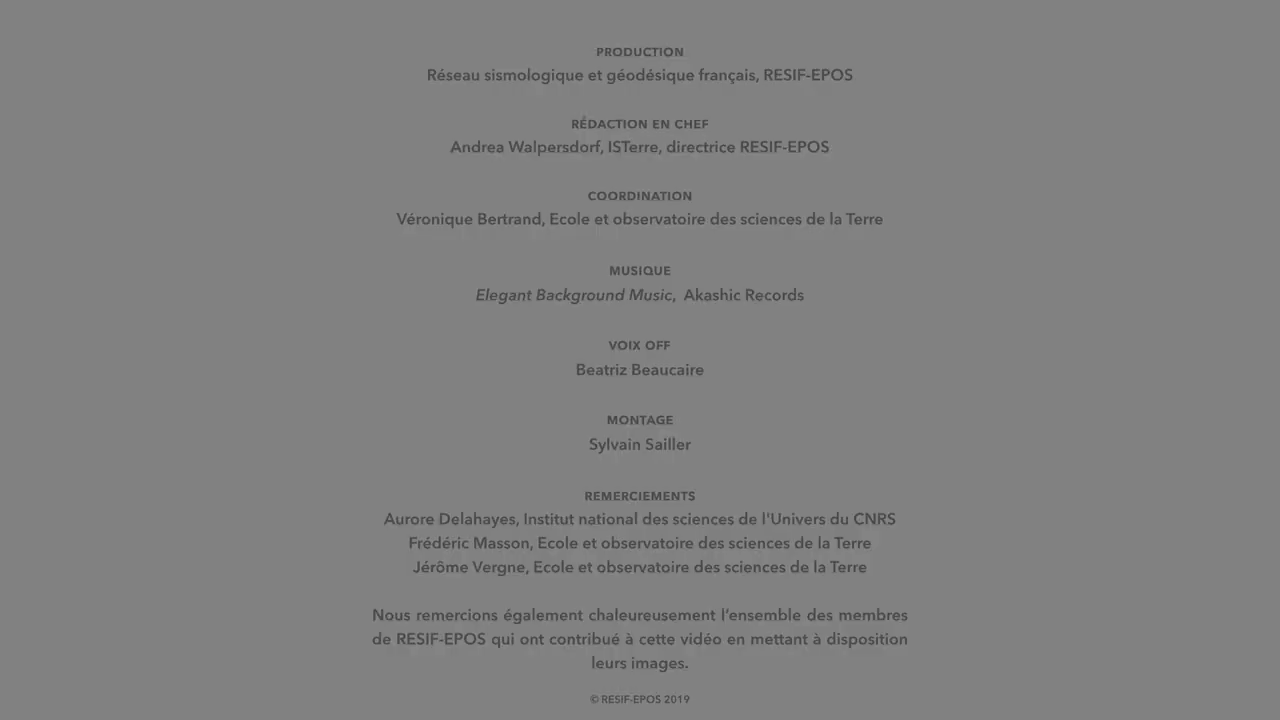 PRODUCTION
Réseau sismologique et géodésique français, RESIF-EPOS
RÉDACTION EN CHEF
Andrea Walpersdorf, ISTerre, directrice RESIF-EPOS
COORDINATION
Véronique Bertrand, Ecole et observatoire des sciences de la Terre
MUSIQUE
Elegant Background Music, Akashic Records
VOIX OFF
Beatriz Beaucaire
MONTAGE
Sylvain Sailler
REMERCIEMENTS
Aurore Delahayes, Institut national des sciences de l'Univers du CNRS
Frédéric Masson, Ecole et observatoire des sciences de la Terre
Jérôme Vergne, Ecole et observatoire des sciences de la Terre
Nous remercions également chaleureusement l'ensemble des membres
de RESIF-EPOS qui ont contribué à cette vidéo en mettant à disposition
leurs images.
© RESIF-EPOS 2019